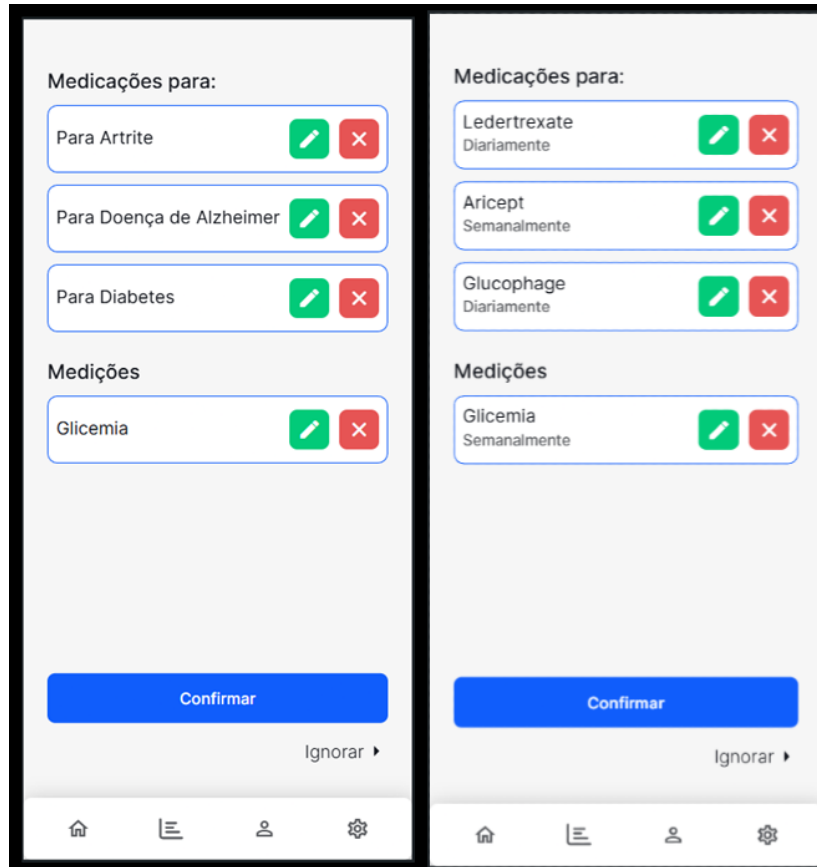 Medicações para:
Para Artrite
Para Doença de Alzheimer
Para Diabetes
Medições
Glicemia
Confirmar
Ignorar
Medicações para:
Ledertrexate
Diariamente
Aricept
Semanalmente
Glucophage
Diariamente
Medições
Glicemia
Semanalmente
Confirmar
Ignorar